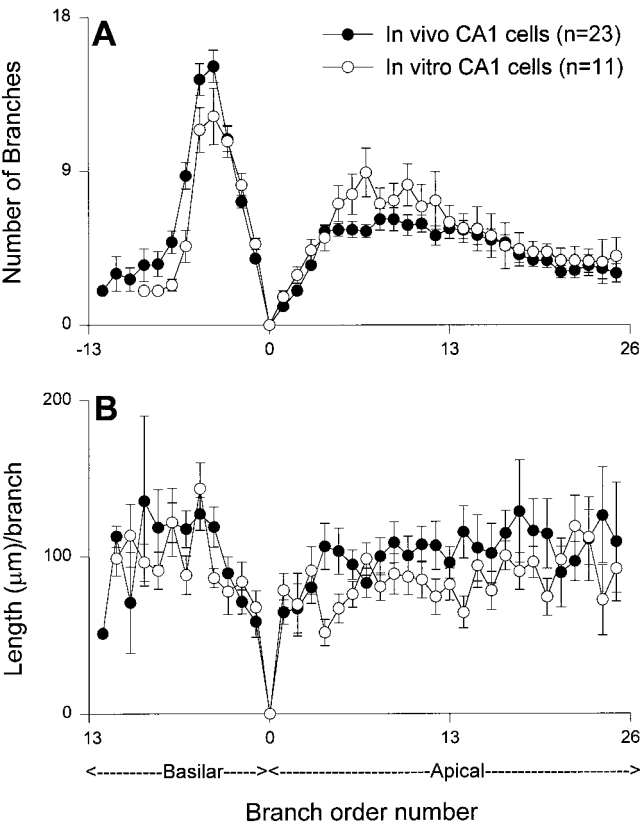 18
A
In vivo CA1 cells (n=23)
In vitro CA1 cells (n=11)
Number of Branches
9
0
-13
0
13
26
200
B
Length (μm)/branch
100
0
13
0
13
26
<----------Basilar----><----------------------Apical--------------------->
Branch order number